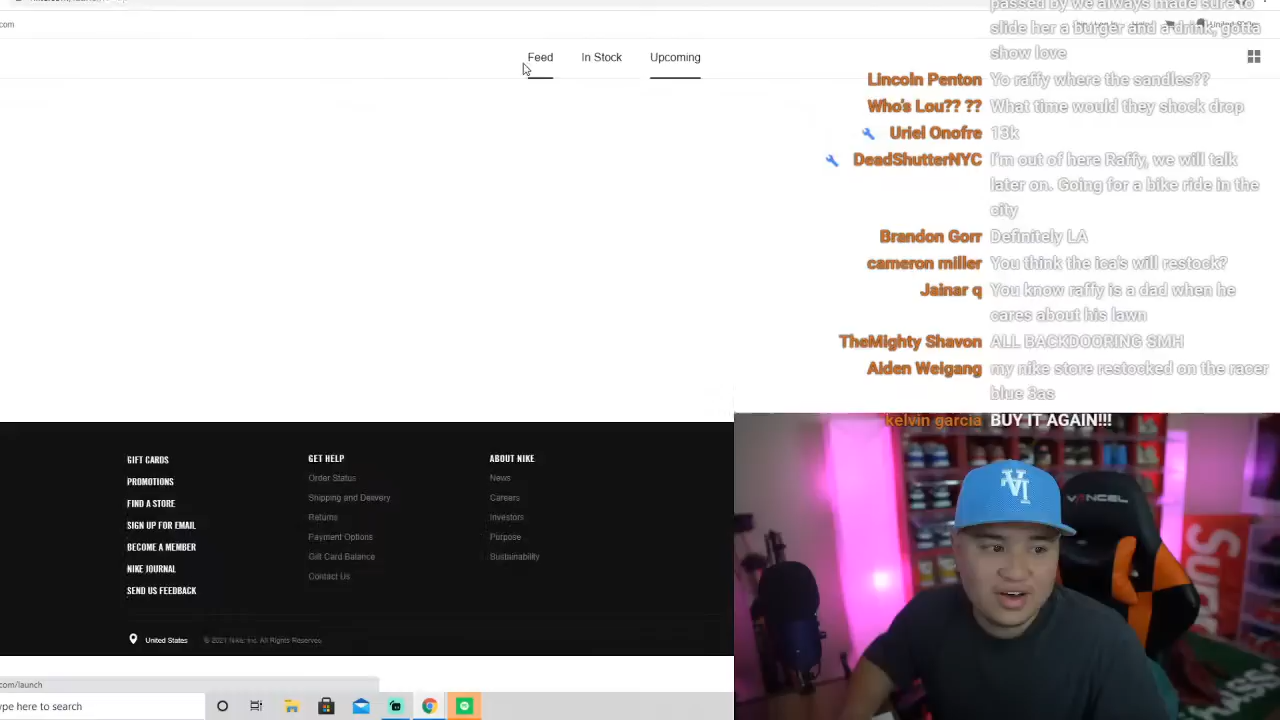 com
Feed In Stock Upcoming
passed by we always made sure to
slide her a burger and a drink, gotta
show love
Lincoln Penton Yo raffy where the sandles??
Who's Lou?? ?? What time would they shock drop
Uriel Onofre 13k
DeadShutterNYC I'm out of here Raffy, we will talk
later on. Going for a bike ride in the
city
Brandon Gorr Definitely LA
cameron miller You think the ica's will restock?
Jainar q You know raffy is a dad when he
cares about his lawn
TheMighty Shavon ALL BACKDOORING SMH
Aiden Weigang my nike store restocked on the racer
blue 3as
kelvin garcia BUY IT AGAIN!!!
GIFT CARDS
PROMOTIONS
FIND A STORE
SIGN UP FOR EMAIL
BECOME A MEMBER
NIKE JOURNAL
SEND US FEEDBACK
GET HELP
Order Status
Shipping and Delivery
Returns
Payment Options
Gift Card Balance
Contact Us
ABOUT NIKE
News
Careers
Investors
Purpose
Sustainability
United States © 2021 Nike, Inc. All Rights Reserved
com/launch
ype here to search